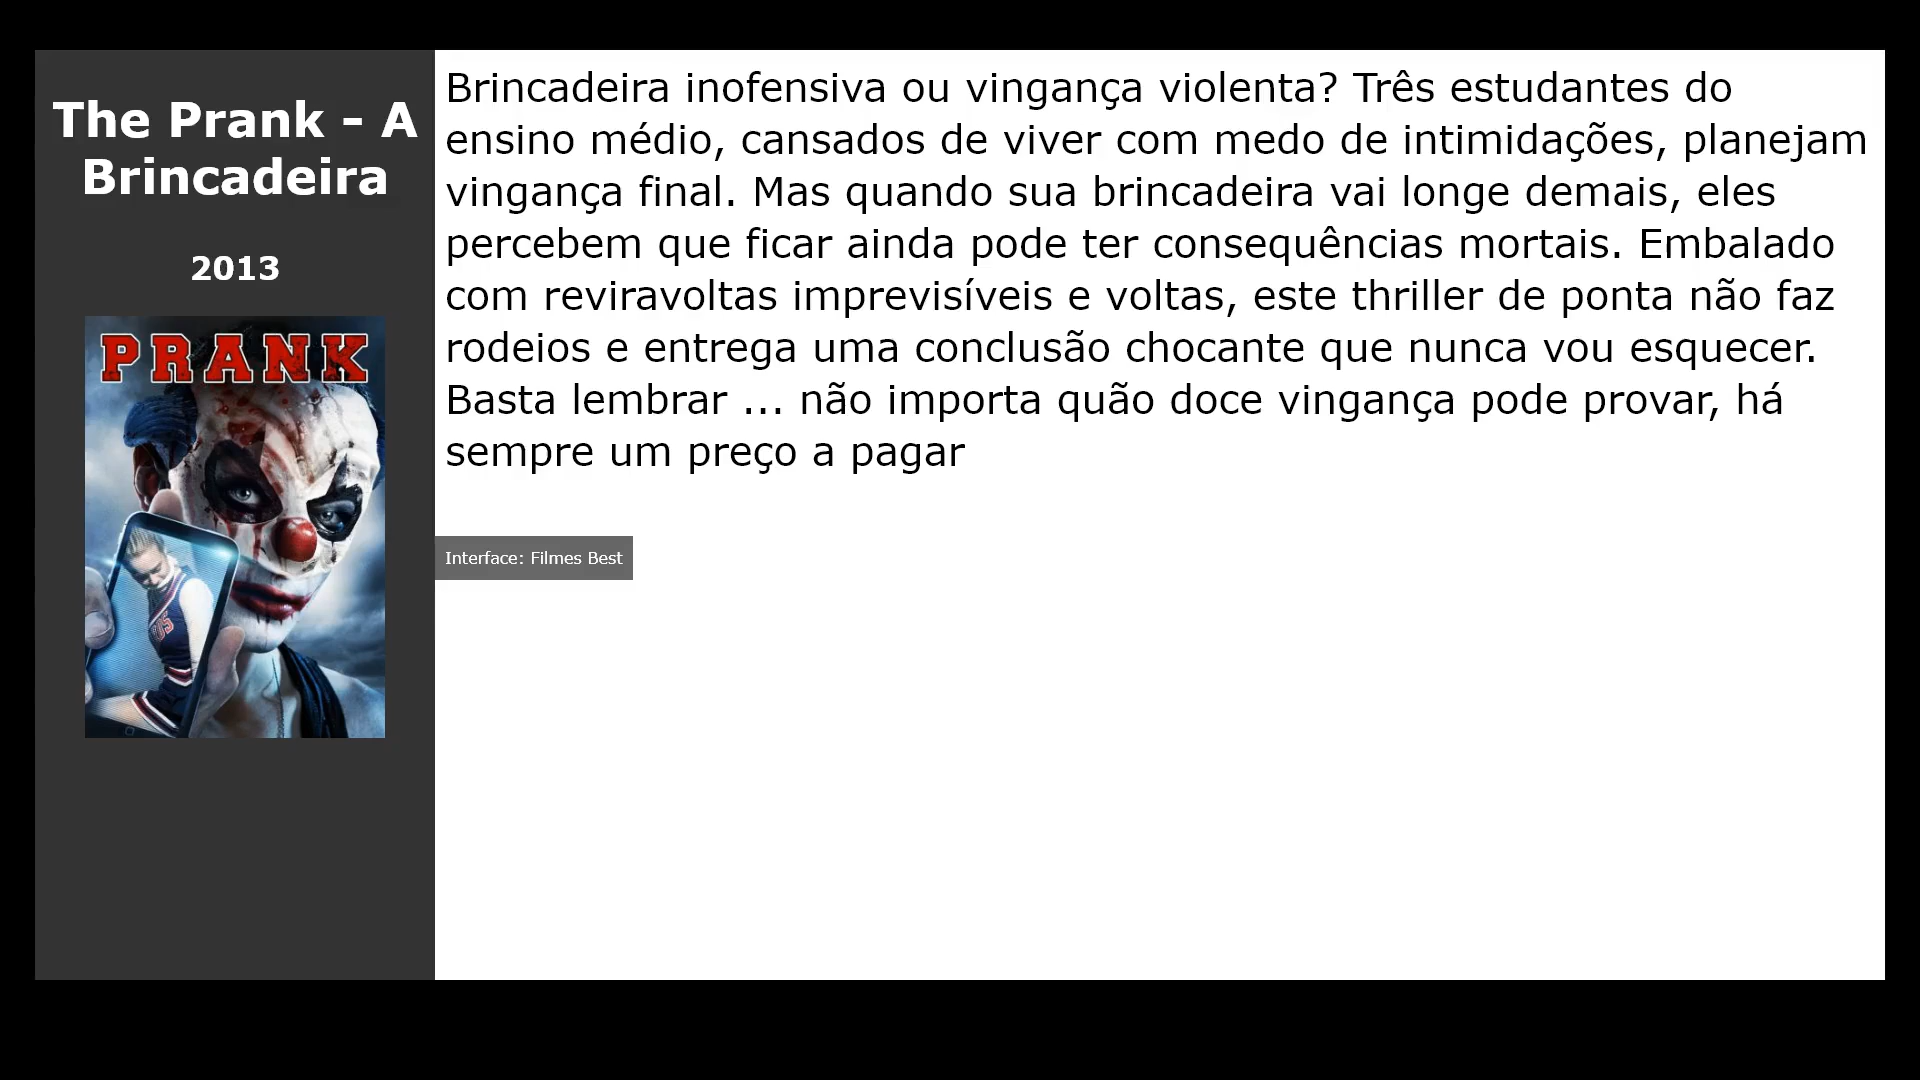 The Prank - A
Brincadeira
2013
PRANK
Brincadeira inofensiva ou vingança violenta? Três estudantes do
ensino médio, cansados de viver com medo de intimidações, planejam
vingança final. Mas quando sua brincadeira vai longe demais, eles
percebem que ficar ainda pode ter consequências mortais. Embalado
com reviravoltas imprevisíveis e voltas, este thriller de ponta não faz
rodeios e entrega uma conclusão chocante que nunca vou esquecer.
Basta lembrar ... não importa quão doce vingança pode provar, há
sempre um preço a pagar
Interface: Filmes Best